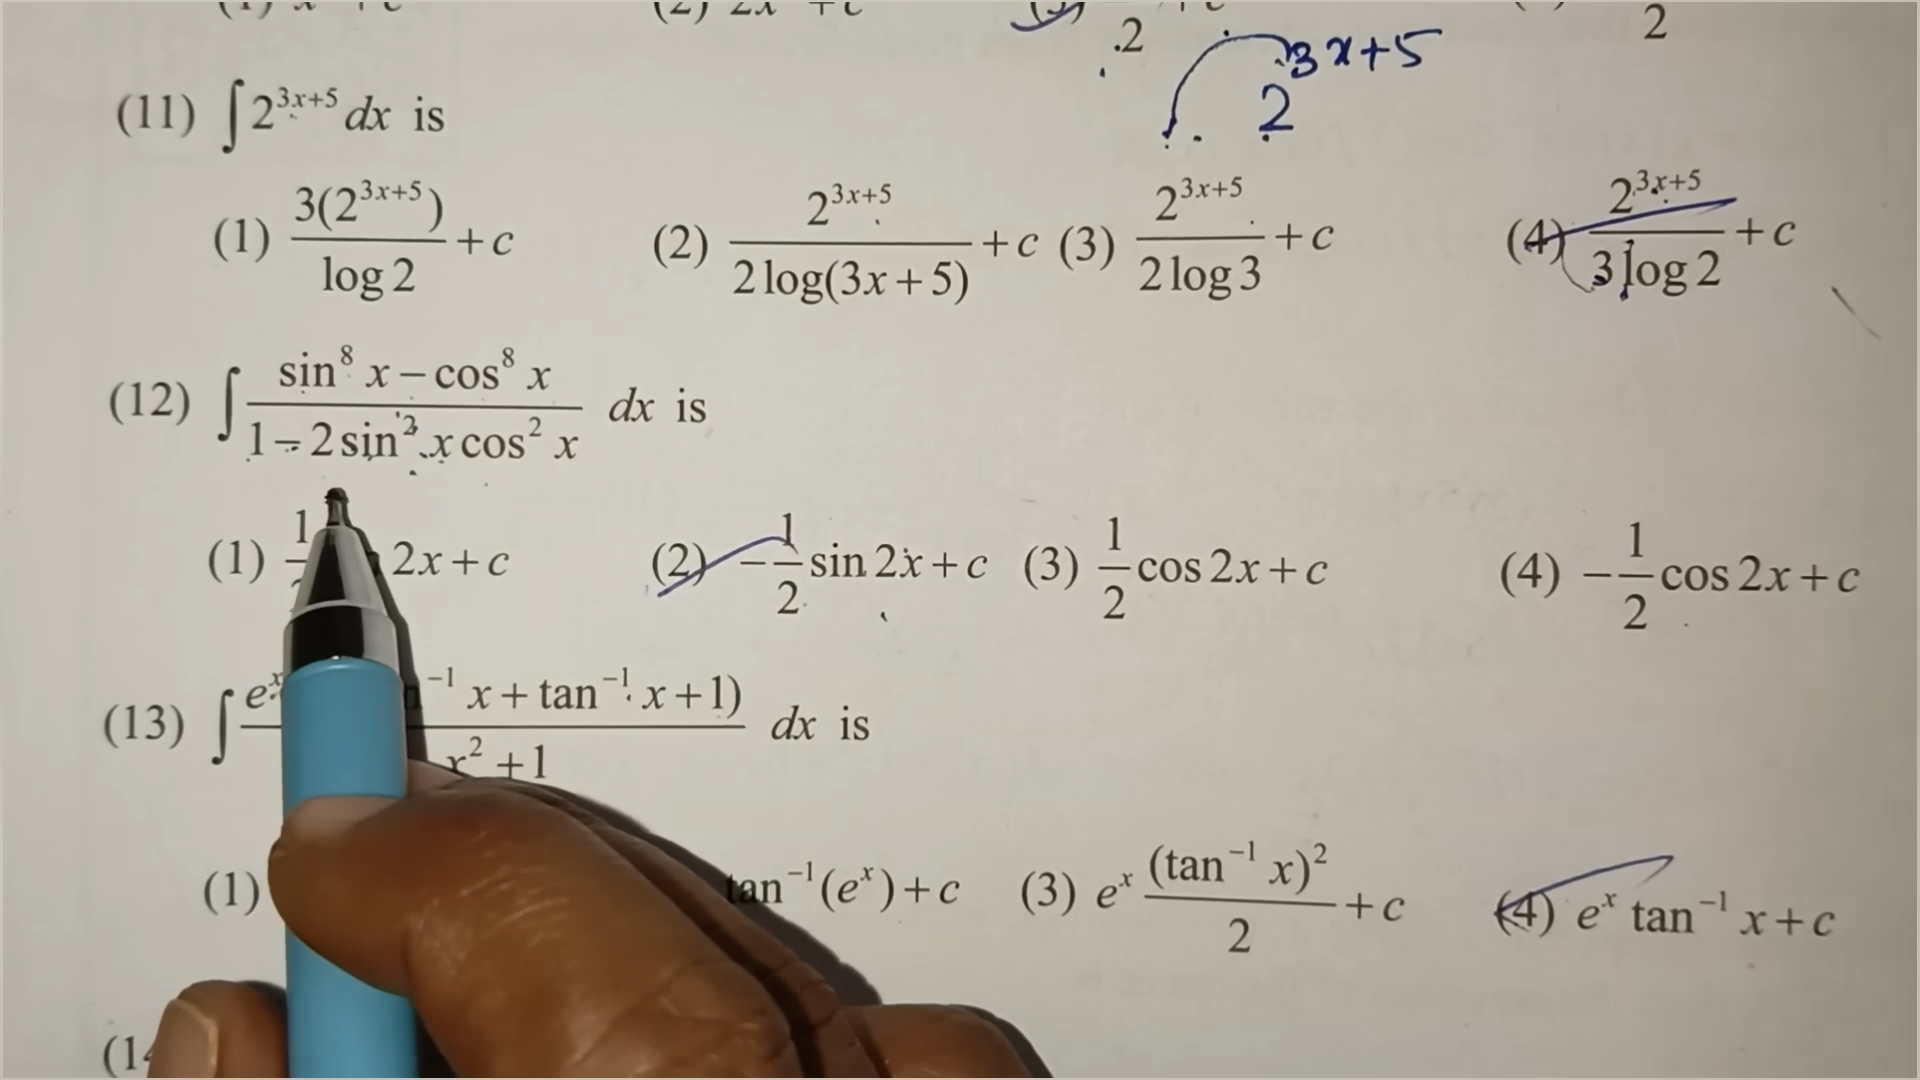 2 2
3x+5
2
(11) ∫2^{3x+5} dx is
(1) 3(2^{3x+5})/log 2 + c (2) 2^{3x+5}/2 log(3x+5) + c (3) 2^{3x+5}/2 log 3 + c (4) 2^{3x+5}/3 log 2 + c
(12) ∫ (sin^8 x − cos^8 x)/(1 − 2 sin^2 x cos^2 x) dx is
(1) 2x + c (2) −1/2 sin 2x + c (3) 1/2 cos 2x + c (4) −1/2 cos 2x + c
(13) ∫ e^x ^{-1} x + tan^{-1} x + 1)/x^2 + 1 dx is
(1) tan^{-1}(e^x) + c (3) e^x (tan^{-1} x)^2/2 + c (4) e^x tan^{-1} x + c